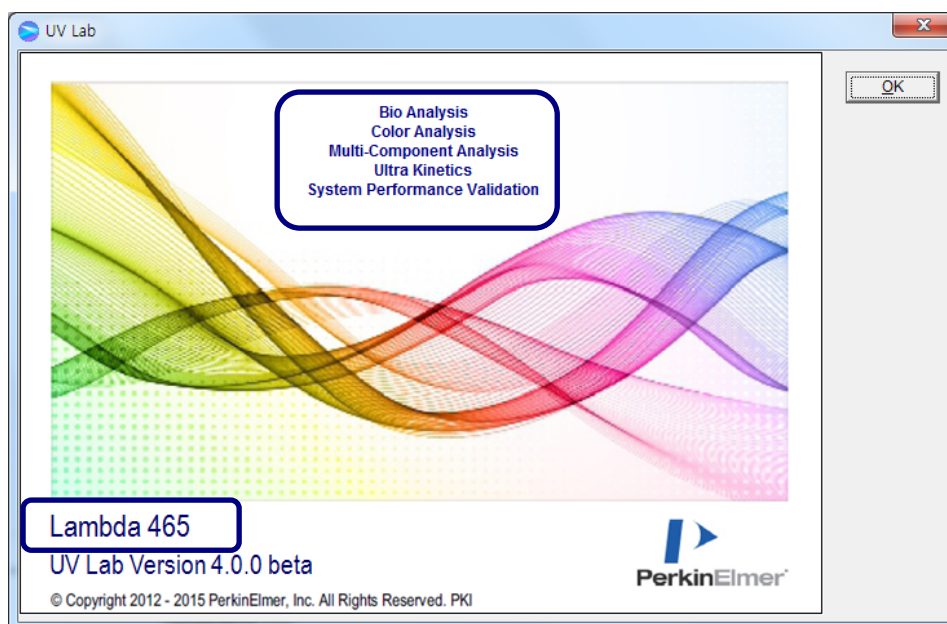 UV Lab
OK
Bio Analysis
Color Analysis
Multi-Component Analysis
Ultra Kinetics
System Performance Validation
Lambda 465
UV Lab Version 4.0.0 beta
PerkinElmer
© Copyright 2012 - 2015 PerkinElmer, Inc. All Rights Reserved. PKI